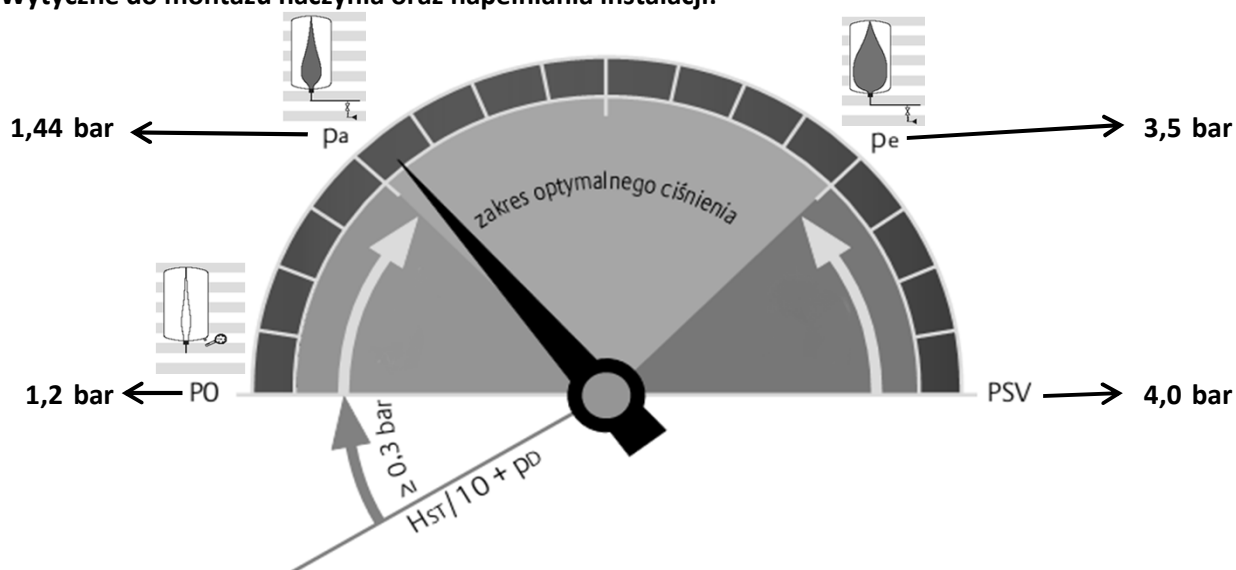 Wytyczne do montażu naczynia oraz napełniania instalacji:
1,44 bar
pa
pe
3,5 bar
zakres optymalnego ciśnienia
1,2 bar
PO
PSV
4,0 bar
≥ 0,3 bar
HST/10 + pD